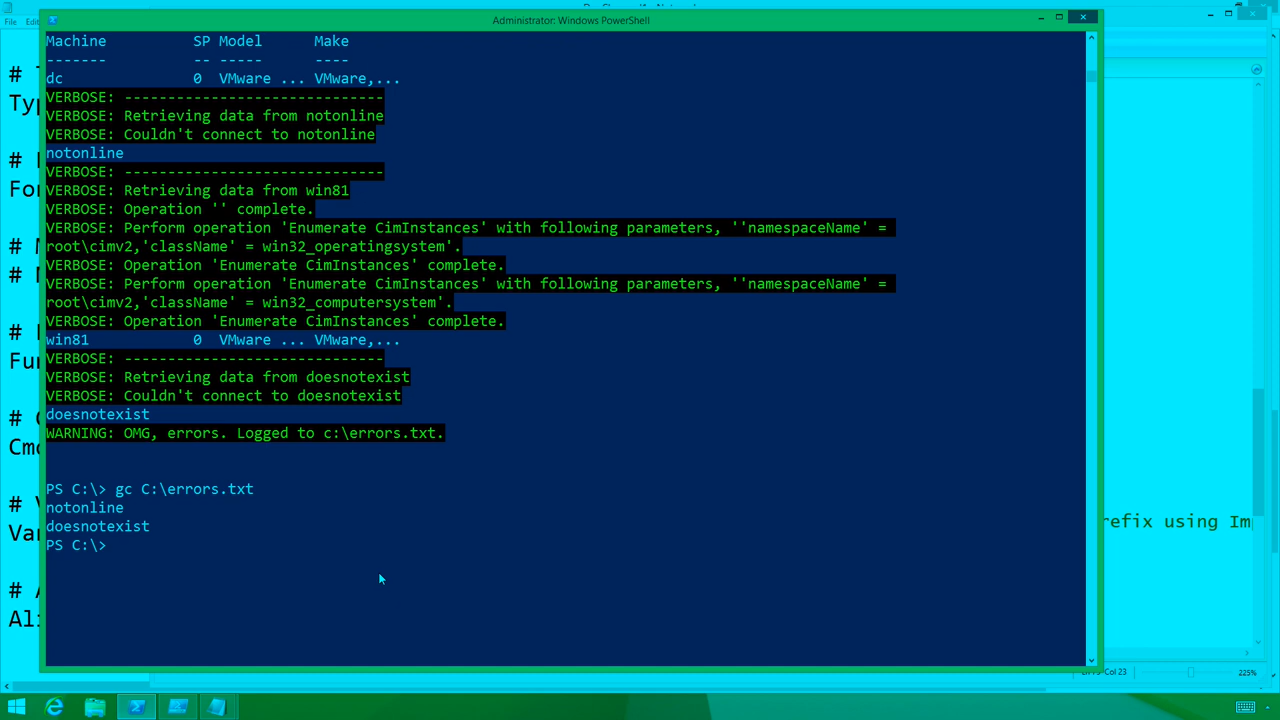 Administrator: Windows PowerShell
File
Machine          SP Model      Make
-------          -- -----      ----
dc                0 VMware ... VMware,...
VERBOSE: ------------------------------
VERBOSE: Retrieving data from notonline
VERBOSE: Couldn't connect to notonline
notonline
VERBOSE: ------------------------------
VERBOSE: Retrieving data from win81
VERBOSE: Operation '' complete.
VERBOSE: Perform operation 'Enumerate CimInstances' with following parameters, ''namespaceName' =
root\cimv2,'className' = win32_operatingsystem'.
VERBOSE: Operation 'Enumerate CimInstances' complete.
VERBOSE: Perform operation 'Enumerate CimInstances' with following parameters, ''namespaceName' =
root\cimv2,'className' = win32_computersystem'.
VERBOSE: Operation 'Enumerate CimInstances' complete.
win81             0 VMware ... VMware,...
VERBOSE: ------------------------------
VERBOSE: Retrieving data from doesnotexist
VERBOSE: Couldn't connect to doesnotexist
doesnotexist
WARNING: OMG, errors. Logged to c:\errors.txt.
PS C:\> gc C:\errors.txt
notonline
doesnotexist
PS C:\>
refix using Im
Col 23
225%